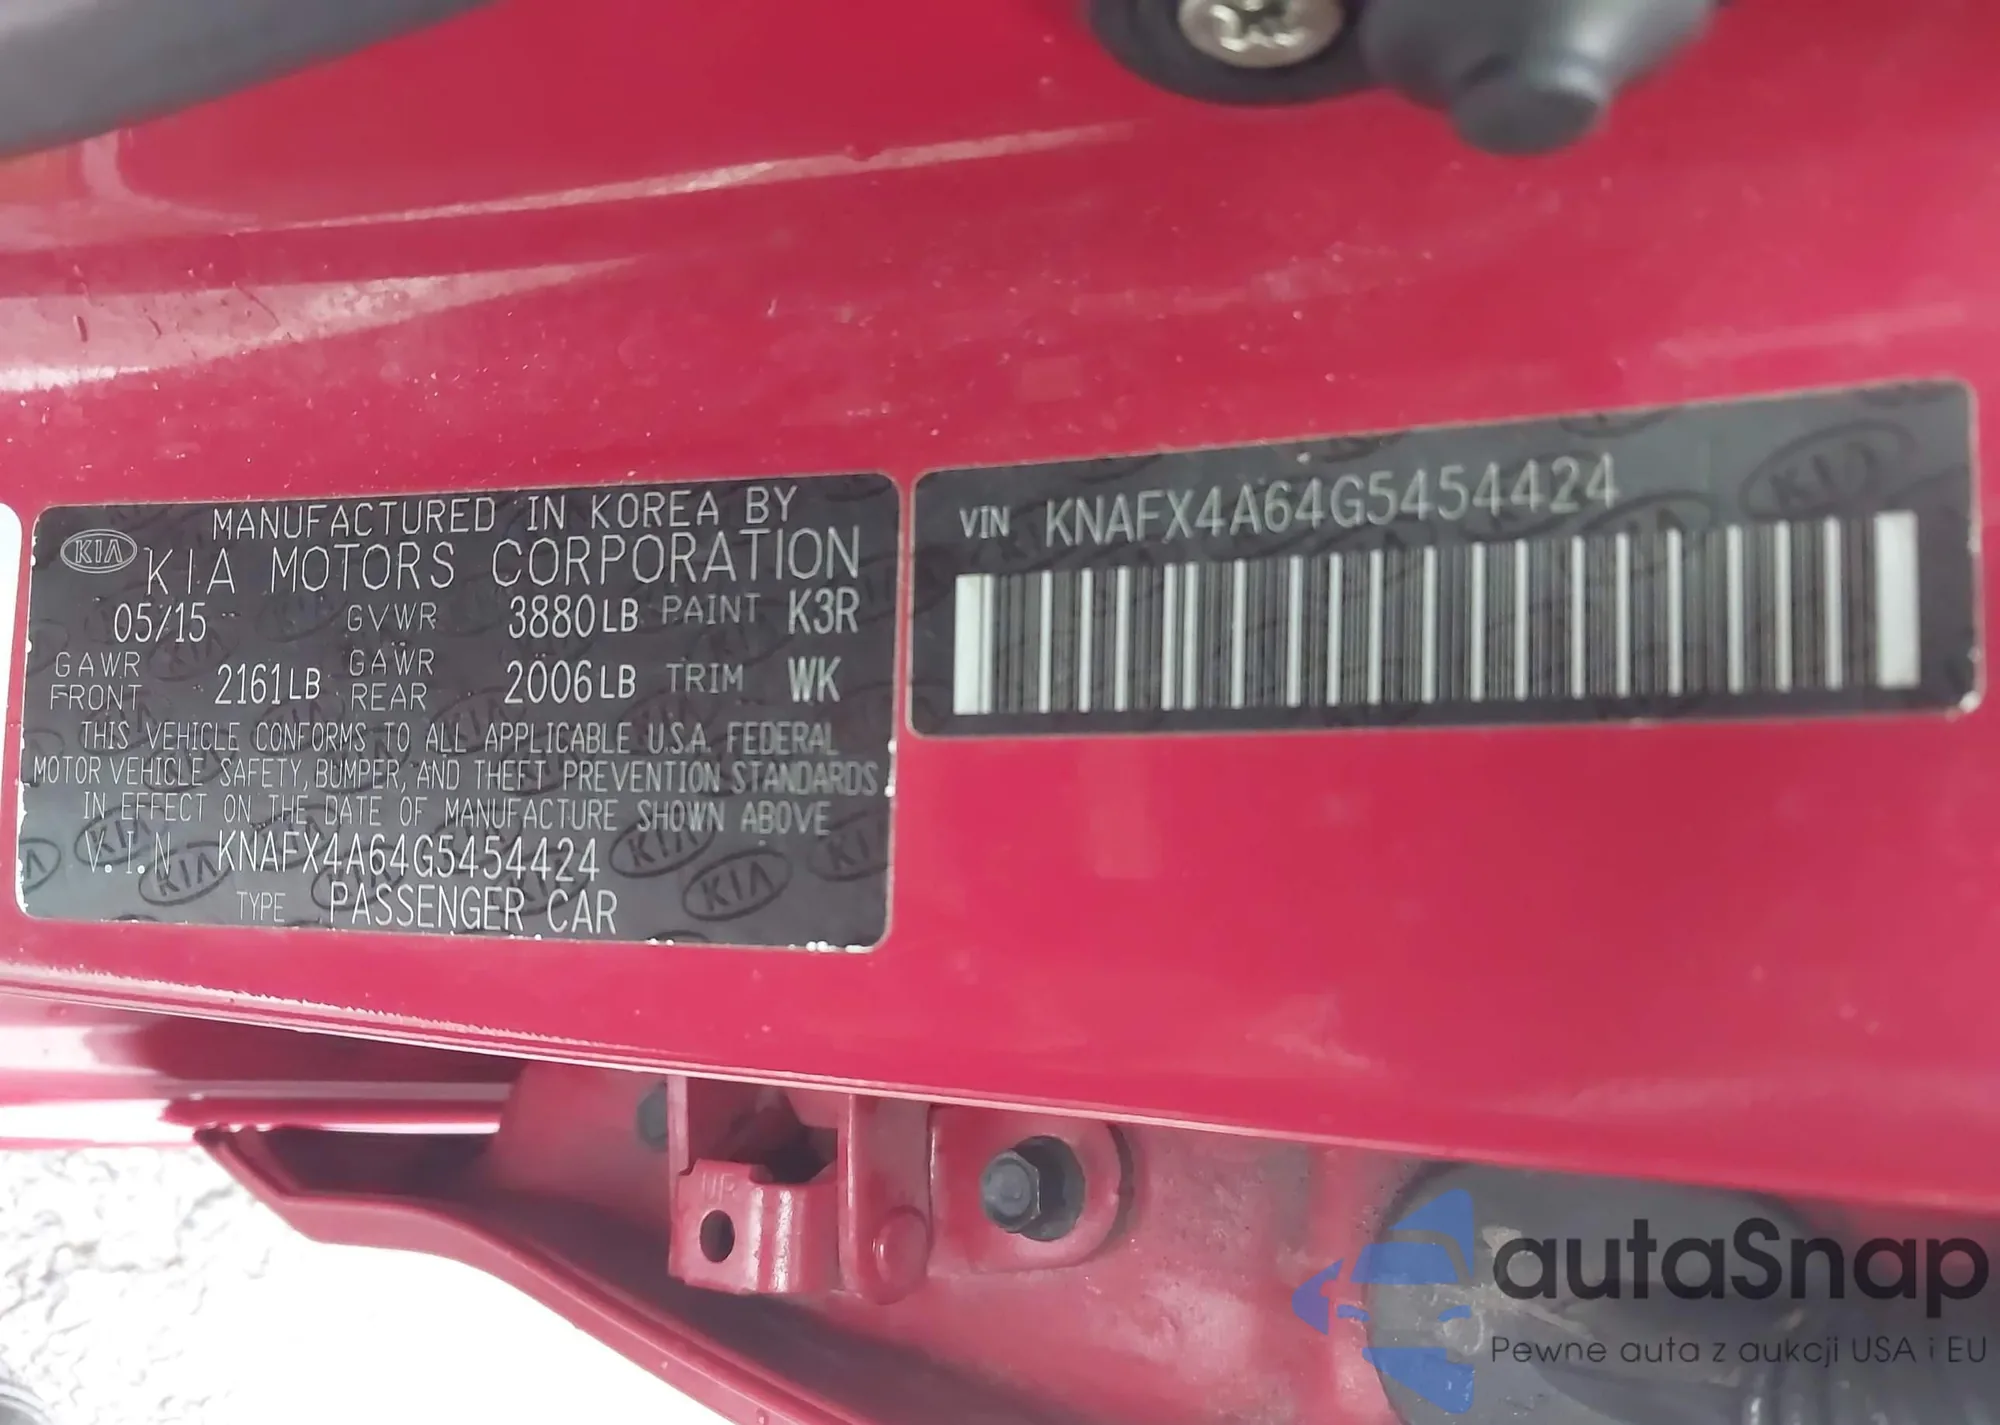 MANUFACTURED IN KOREA BY
KIA KIA MOTORS CORPORATION
05/15 GVWR 3880LB PAINT K3R
GAWR FRONT 2161LB GAWR REAR 2006LB TRIM WK
THIS VEHICLE CONFORMS TO ALL APPLICABLE U.S.A. FEDERAL
MOTOR VEHICLE SAFETY, BUMPER, AND THEFT PREVENTION STANDARDS
IN EFFECT ON THE DATE OF MANUFACTURE SHOWN ABOVE
V.I.N KNAFX4A64G5454424
TYPE PASSENGER CAR
VIN KNAFX4A64G5454424
autaSnap
Pewne auta z aukcji USA i EU